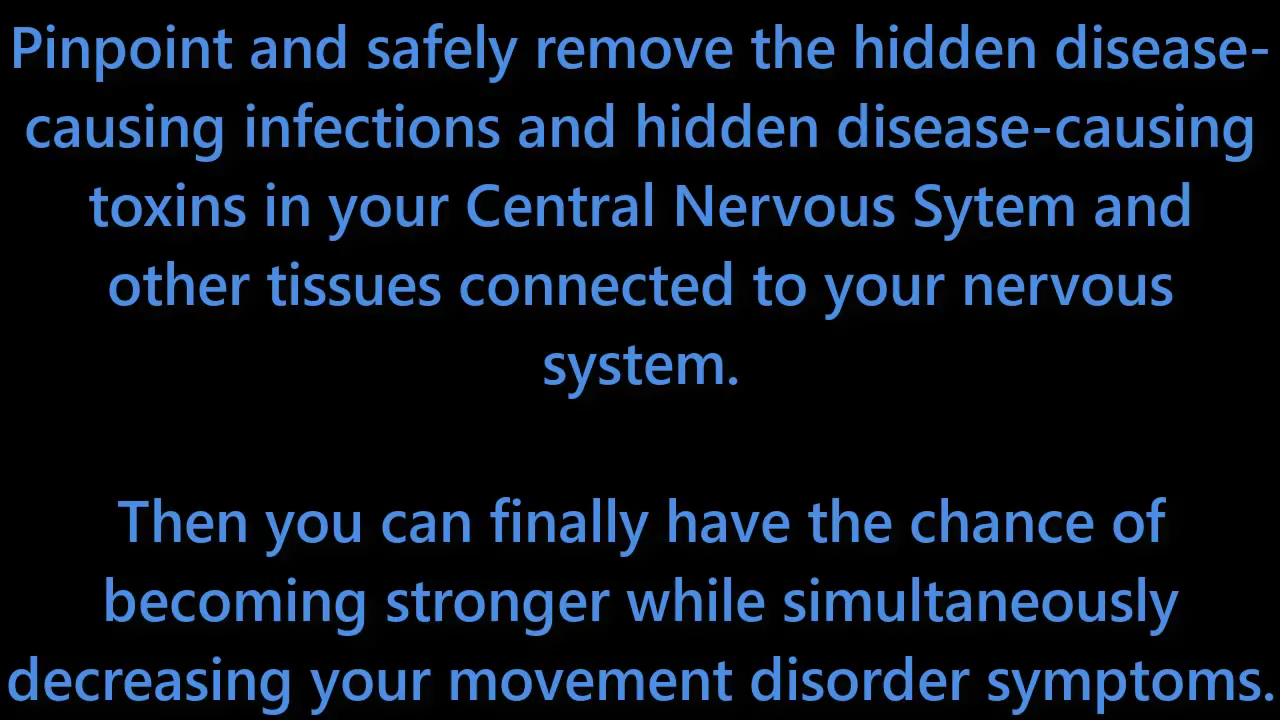 Pinpoint and safely remove the hidden disease-
causing infections and hidden disease-causing
toxins in your Central Nervous Sytem and
other tissues connected to your nervous
system.
Then you can finally have the chance of
becoming stronger while simultaneously
decreasing your movement disorder symptoms.